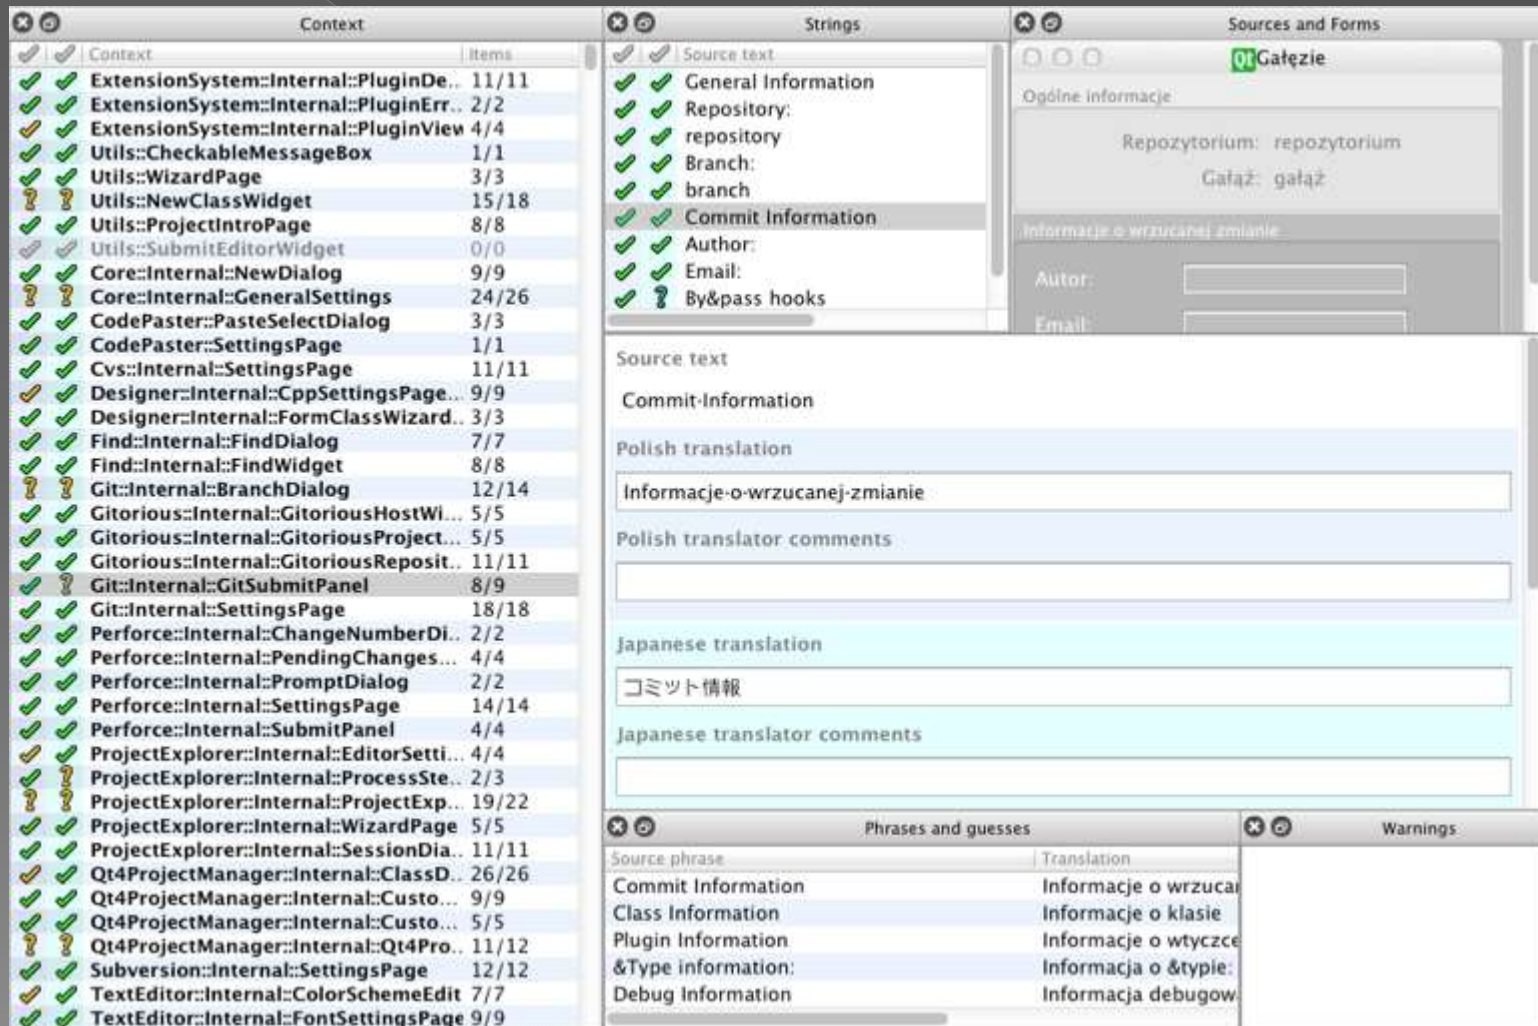 Context
Context Items
ExtensionSystem::Internal::PluginDe... 11/11
ExtensionSystem::Internal::PluginErr... 2/2
ExtensionSystem::Internal::PluginView 4/4
Utils::CheckableMessageBox 1/1
Utils::WizardPage 3/3
Utils::NewClassWidget 15/18
Utils::ProjectIntroPage 8/8
Utils::SubmitEditorWidget 0/0
Core::Internal::NewDialog 9/9
Core::Internal::GeneralSettings 24/26
CodePaster::PasteSelectDialog 3/3
CodePaster::SettingsPage 1/1
Cvs::Internal::SettingsPage 11/11
Designer::Internal::CppSettingsPage... 9/9
Designer::Internal::FormClassWizard... 3/3
Find::Internal::FindDialog 7/7
Find::Internal::FindWidget 8/8
Git::Internal::BranchDialog 12/14
Gitorious::Internal::GitoriousHostWi... 5/5
Gitorious::Internal::GitoriousProject... 5/5
Gitorious::Internal::GitoriousReposit... 11/11
Git::Internal::GitSubmitPanel 8/9
Git::Internal::SettingsPage 18/18
Perforce::Internal::ChangeNumberDi... 2/2
Perforce::Internal::PendingChanges... 4/4
Perforce::Internal::PromptDialog 2/2
Perforce::Internal::SettingsPage 14/14
Perforce::Internal::SubmitPanel 4/4
ProjectExplorer::Internal::EditorSetti... 4/4
ProjectExplorer::Internal::ProcessSte... 2/3
ProjectExplorer::Internal::ProjectExp... 19/22
ProjectExplorer::Internal::WizardPage 5/5
ProjectExplorer::Internal::SessionDia... 11/11
Qt4ProjectManager::Internal::ClassD... 26/26
Qt4ProjectManager::Internal::Custo... 9/9
Qt4ProjectManager::Internal::Custo... 5/5
Qt4ProjectManager::Internal::Qt4Pro... 11/12
Subversion::Internal::SettingsPage 12/12
TextEditor::Internal::ColorSchemeEdit 7/7
TextEditor::Internal::FontSettingsPage 9/9
Strings
Source text
General Information
Repository:
repository
Branch:
branch
Commit Information
Author:
Email:
By&pass hooks
Sources and Forms
Qt Gałęzie
Ogólne informacje
Repozytorium: repozytorium
Gałąź: gałąź
Informacje o wrzucanej zmianie
Autor:
Email:
Source text
Commit·Information
Polish translation
Informacje·o·wrzucanej·zmianie
Polish translator comments
Japanese translation
コミット情報
Japanese translator comments
Phrases and guesses
Source phrase Translation
Commit Information Informacje o wrzucan
Class Information Informacje o klasie
Plugin Information Informacje o wtyczce
&Type information: Informacja o &typie:
Debug Information Informacja debugow
Warnings